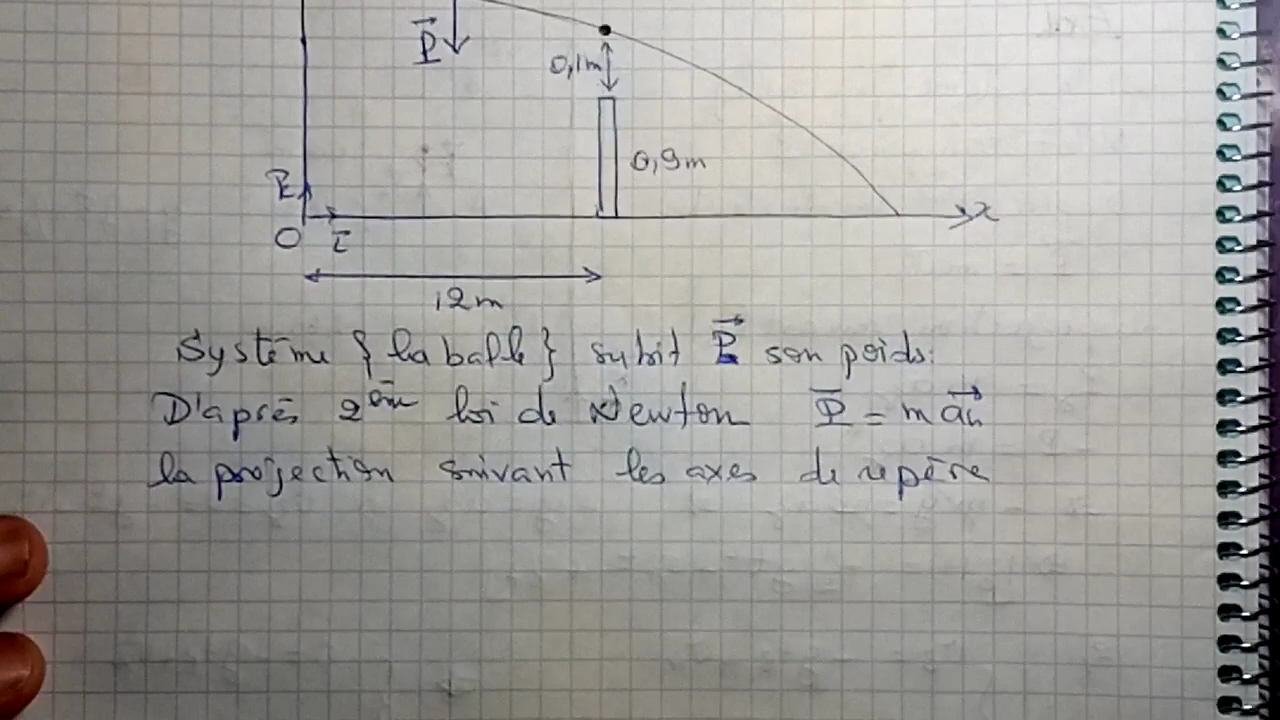 P
0,1m
0,9m
k
O
i
x
12m
Système {la balle} subit P son poids.
D'après 2ème loi de Newton P = m aG
la projection suivant les axes de repère